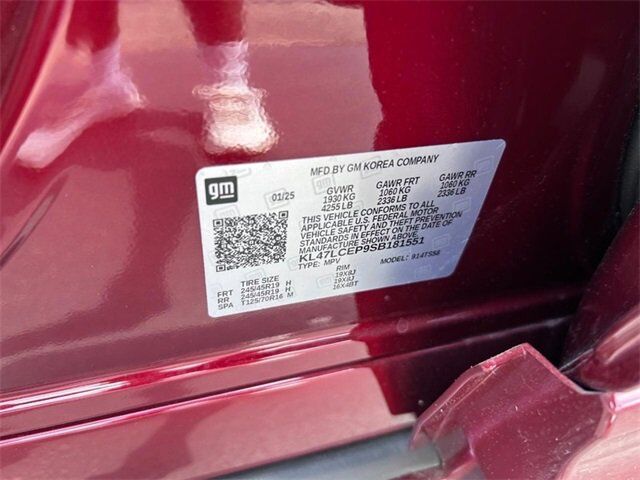 MFD BY GM KOREA COMPANY
gm
01/25
GVWR GAWR FRT GAWR RR
1930 KG 1060 KG 1060 KG
4255 LB 2336 LB 2336 LB
THIS VEHICLE CONFORMS TO ALL
APPLICABLE U.S. FEDERAL MOTOR
VEHICLE SAFETY AND THEFT PREVENTION
STANDARDS IN EFFECT ON THE DATE OF
MANUFACTURE SHOWN ABOVE.
KL47LCEP9SB181551
TYPE: MPV MODEL: 914TS58
TIRE SIZE RIM
FRT 245/45R19 H 19X8J
RR 245/45R19 H 19X8J
SPA T125/70R16 M 16X4BT